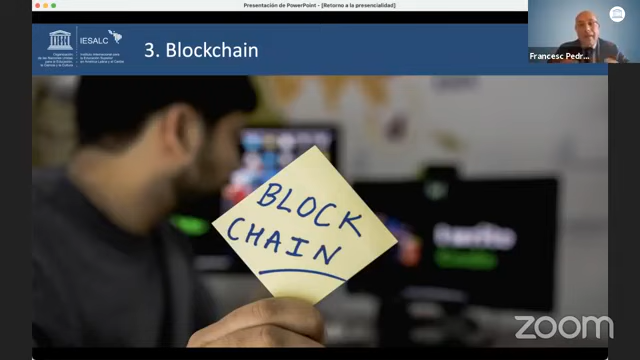 Presentación de PowerPoint - [Retorno a la presencialidad]
IESALC
3. Blockchain
Francesc Pedr...
BLOCK
CHAIN
zoom